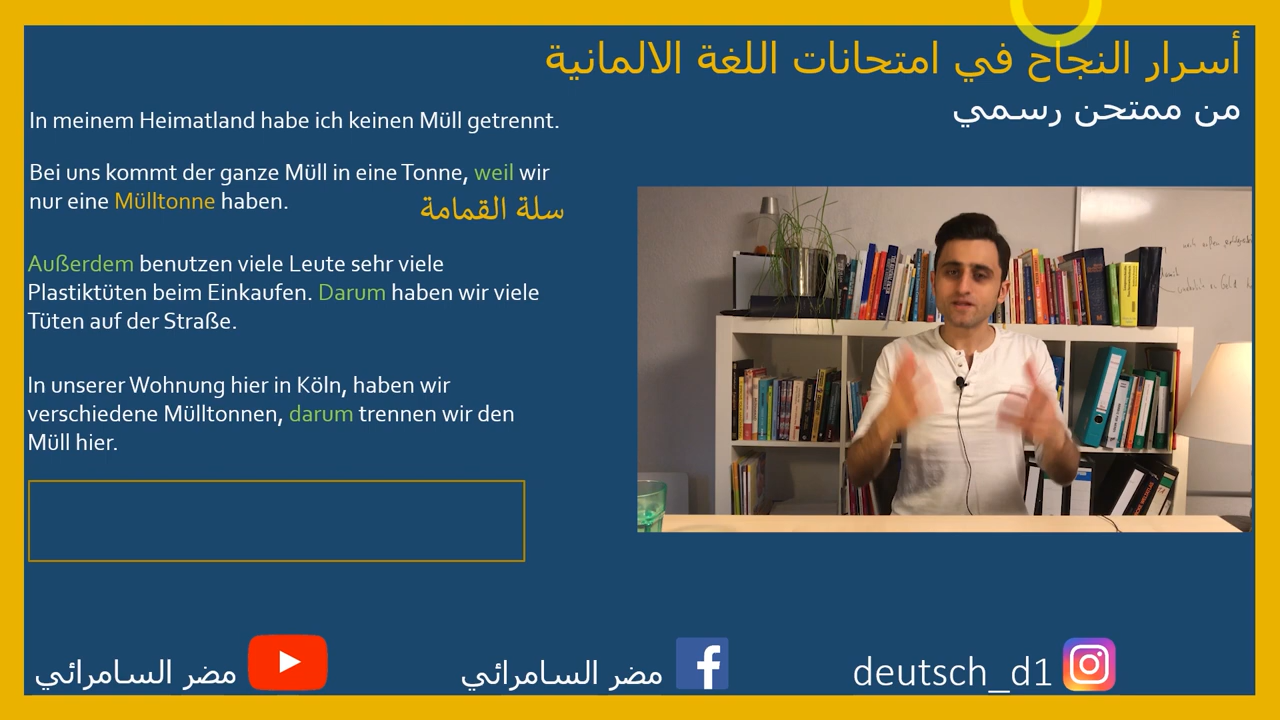 أسرار النجاح في امتحانات اللغة الالمانية
من ممتحن رسمي
In meinem Heimatland habe ich keinen Müll getrennt.
Bei uns kommt der ganze Müll in eine Tonne, weil wir
nur eine Mülltonne haben.
سلة القمامة
Außerdem benutzen viele Leute sehr viele
Plastiktüten beim Einkaufen. Darum haben wir viele
Tüten auf der Straße.
In unserer Wohnung hier in Köln, haben wir
verschiedene Mülltonnen, darum trennen wir den
Müll hier.
مضر السامرائي
مضر السامرائي
deutsch_d1